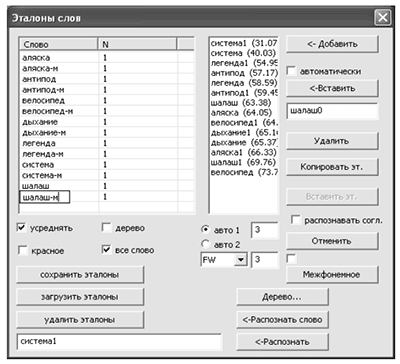 Эталоны слов
Слово N
аляска 1
аляска-м 1
антипод 1
антипод-м 1
велосипед 1
велосипед-м 1
дыхание 1
дыхание-м 1
легенда 1
легенда-м 1
система 1
система-м 1
шалаш 1
шалаш-м 1
система1 (31.07
система (40.03)
легенда1 (54.95
антипод (57.17)
легенда (58.59)
антипод1 (59.45
шалаш (63.38)
аляска (64.05)
велосипед1 (64.
дыхание1 (65.16
дыхание (65.37)
аляска1 (66.33)
шалаш1 (69.76)
велосипед (73.7
<- Добавить
автоматически
<-Вставить
шалаш0
Удалить
Копировать эт.
Вставить эт.
распознавать согл.
Отменить
Межфонемное
усреднять дерево
красное все слово
авто 1 3
авто 2
FW 3
сохранить эталоны
загрузить эталоны
удалить эталоны
Дерево...
<-Распознать слово
система1
<-Распознать